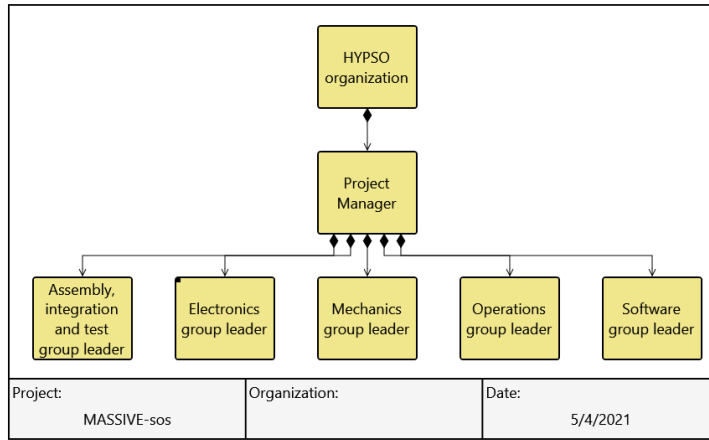 HYPSO
organization
Project
Manager
Assembly,
integration
and test
group leader
Electronics
group leader
Mechanics
group leader
Operations
group leader
Software
group leader
Project:
MASSIVE-sos
Organization:
Date:
5/4/2021